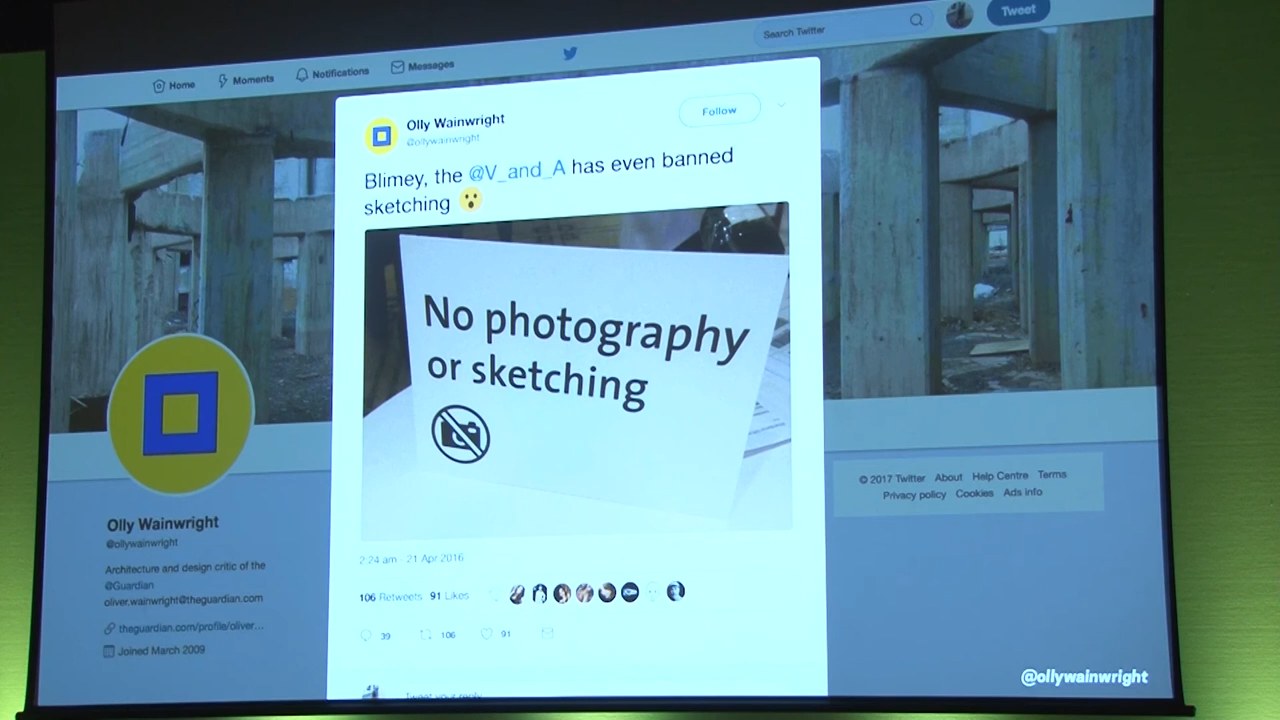 Home
Moments
Notifications
Messages
Search Twitter
Tweet
Olly Wainwright
@ollywainwright
Follow
Blimey, the @V_and_A has even banned
sketching
No photography
or sketching
2:24 am - 21 Apr 2016
106 Retweets 91 Likes
39
106
91
Tweet your reply
Olly Wainwright
@ollywainwright
Architecture and design critic of the
@Guardian
oliver.wainwright@theguardian.com
theguardian.com/profile/oliver...
Joined March 2009
© 2017 Twitter About Help Centre Terms
Privacy policy Cookies Ads info
@ollywainwright